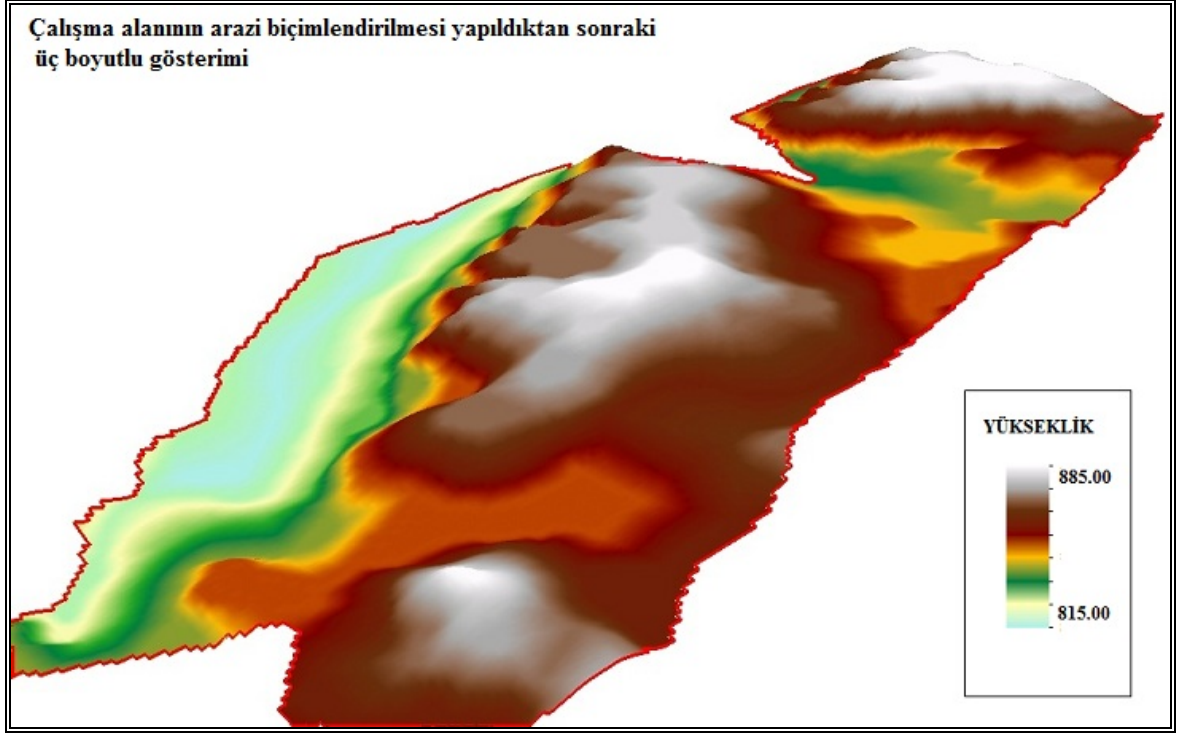 Çalışma alanının arazi biçimlendirilmesi yapıldıktan sonraki
üç boyutlu gösterimi
YÜKSEKLİK
885.00
815.00